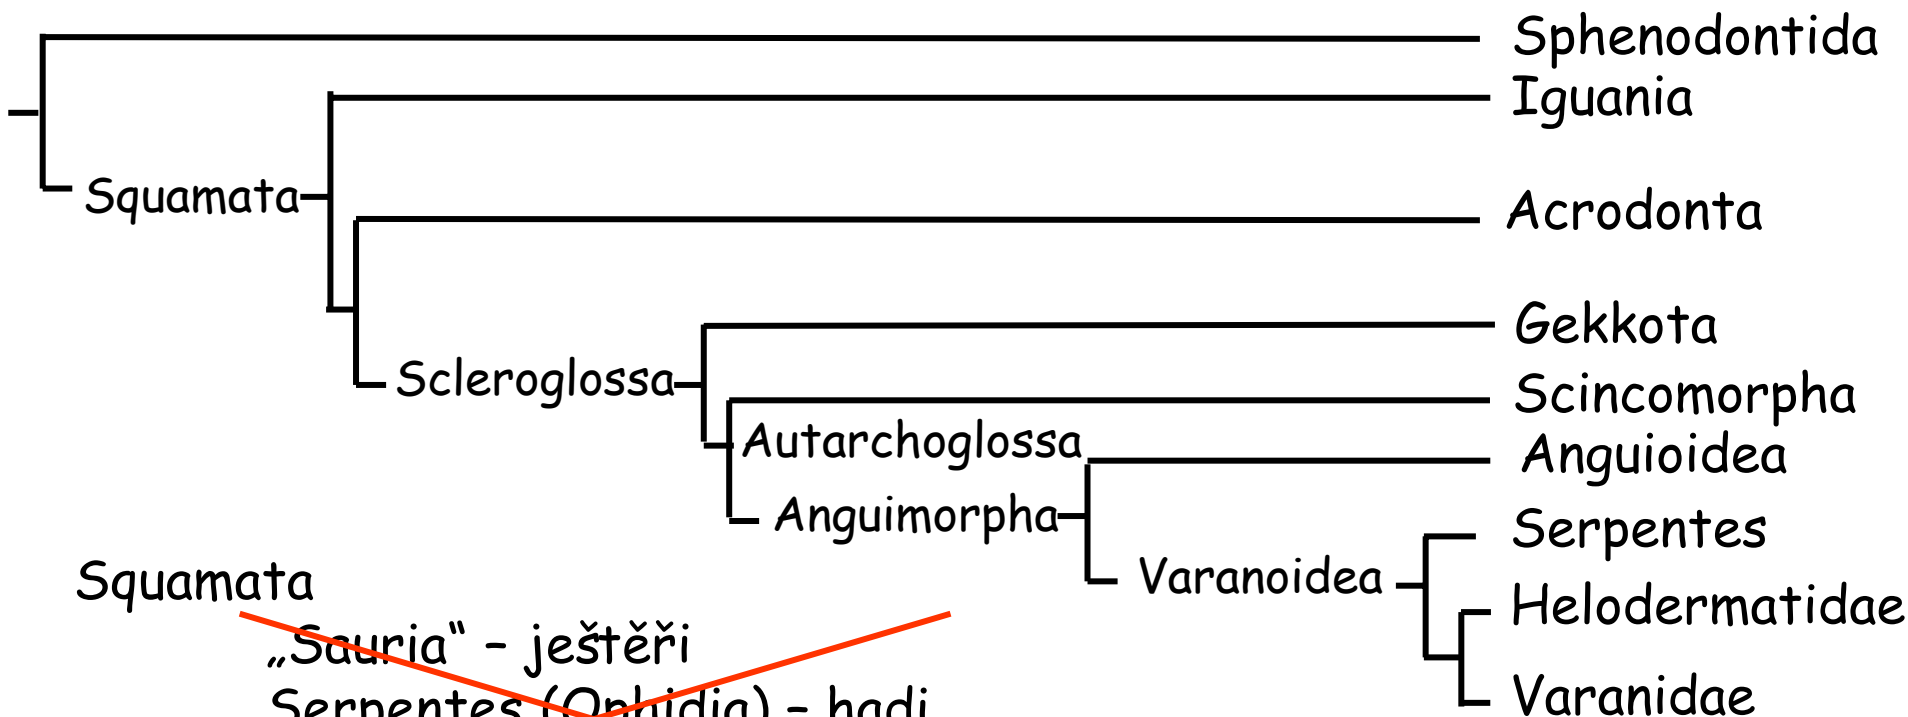 Sphenodontida
Iguania
Squamata
Acrodonta
Gekkota
Scleroglossa
Scincomorpha
Autarchoglossa
Anguioidea
Anguimorpha
Serpentes
Varanoidea
Squamata
Helodermatidae
„Sauria“ – ještěři
Varanidae
Serpentes (Ophidia) – hadi